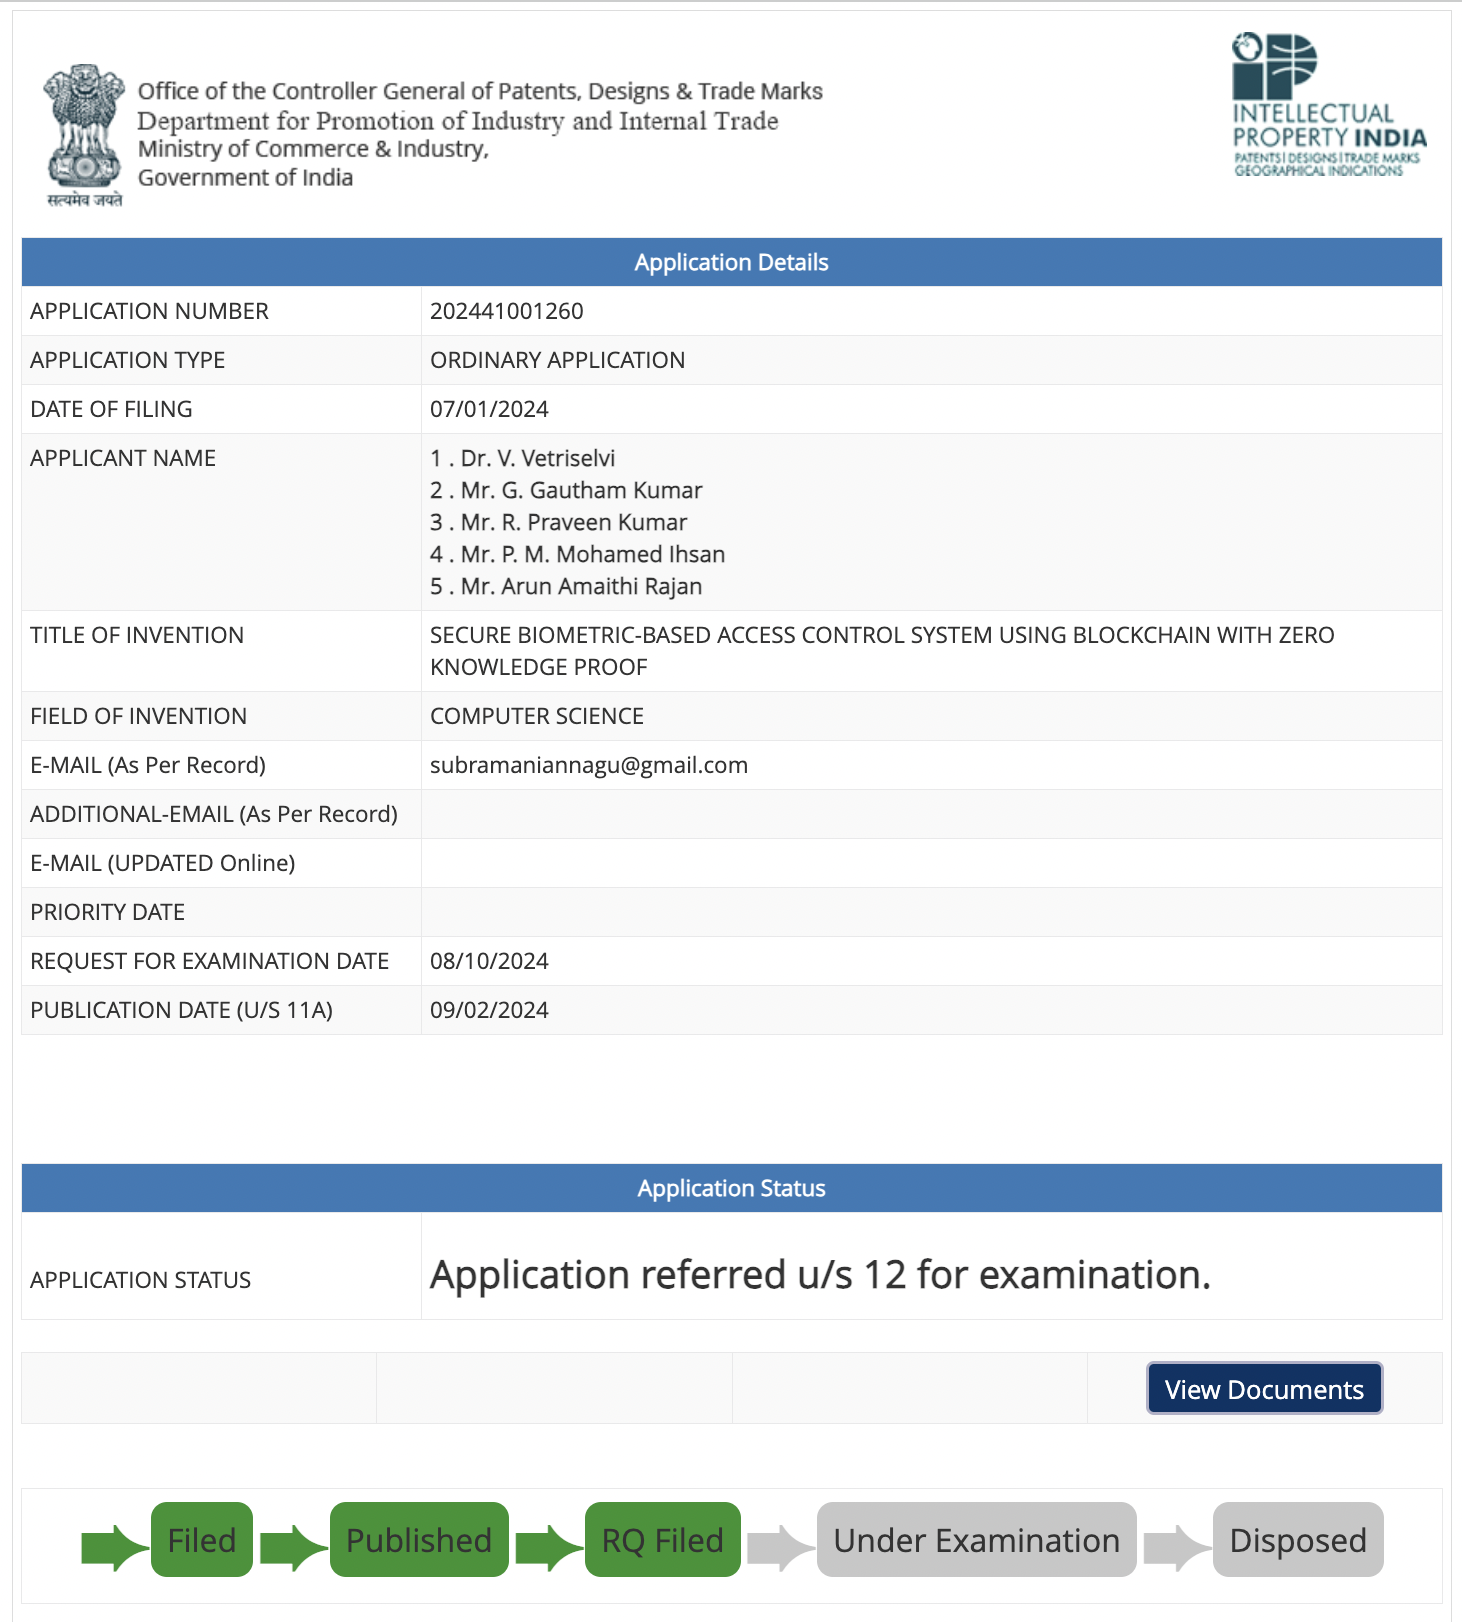 Office of the Controller General of Patents, Designs & Trade Marks
Department for Promotion of Industry and Internal Trade
Ministry of Commerce & Industry,
Government of India
सत्यमेव जयते
INTELLECTUAL
PROPERTY INDIA
PATENTS | DESIGNS | TRADE MARKS
GEOGRAPHICAL INDICATIONS
Application Details
APPLICATION NUMBER 202441001260
APPLICATION TYPE ORDINARY APPLICATION
DATE OF FILING 07/01/2024
APPLICANT NAME 1 . Dr. V. Vetriselvi
2 . Mr. G. Gautham Kumar
3 . Mr. R. Praveen Kumar
4 . Mr. P. M. Mohamed Ihsan
5 . Mr. Arun Amaithi Rajan
TITLE OF INVENTION SECURE BIOMETRIC-BASED ACCESS CONTROL SYSTEM USING BLOCKCHAIN WITH ZERO
KNOWLEDGE PROOF
FIELD OF INVENTION COMPUTER SCIENCE
E-MAIL (As Per Record) subramaniannagu@gmail.com
ADDITIONAL-EMAIL (As Per Record)
E-MAIL (UPDATED Online)
PRIORITY DATE
REQUEST FOR EXAMINATION DATE 08/10/2024
PUBLICATION DATE (U/S 11A) 09/02/2024
Application Status
APPLICATION STATUS Application referred u/s 12 for examination.
View Documents
Filed Published RQ Filed Under Examination Disposed